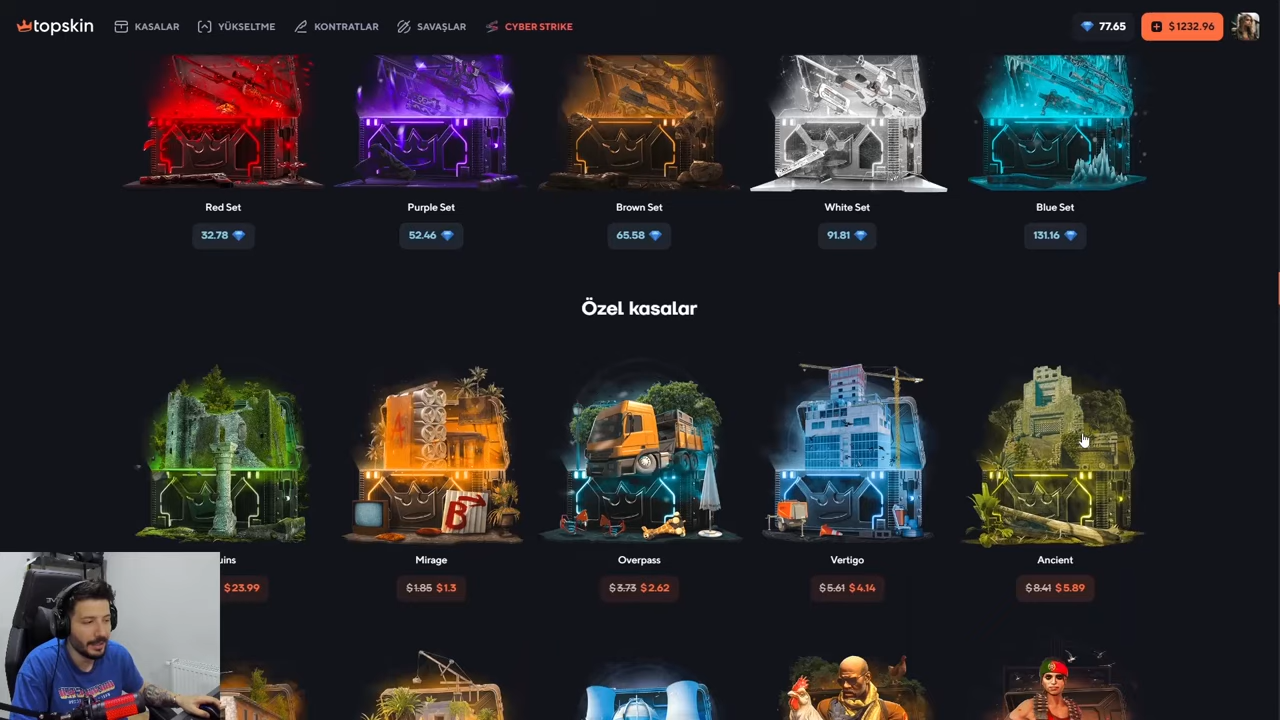 topskin KASALAR YÜKSELTME KONTRATLAR SAVAŞLAR CYBER STRIKE 77.65 $1232.96
Red Set Purple Set Brown Set White Set Blue Set
32.78 52.46 65.58 91.81 131.16
Özel kasalar
A
B
uins Mirage Overpass Vertigo Ancient
$23.99 $1.85 $1.3 $3.73 $2.62 $5.61 $4.14 $8.41 $5.89